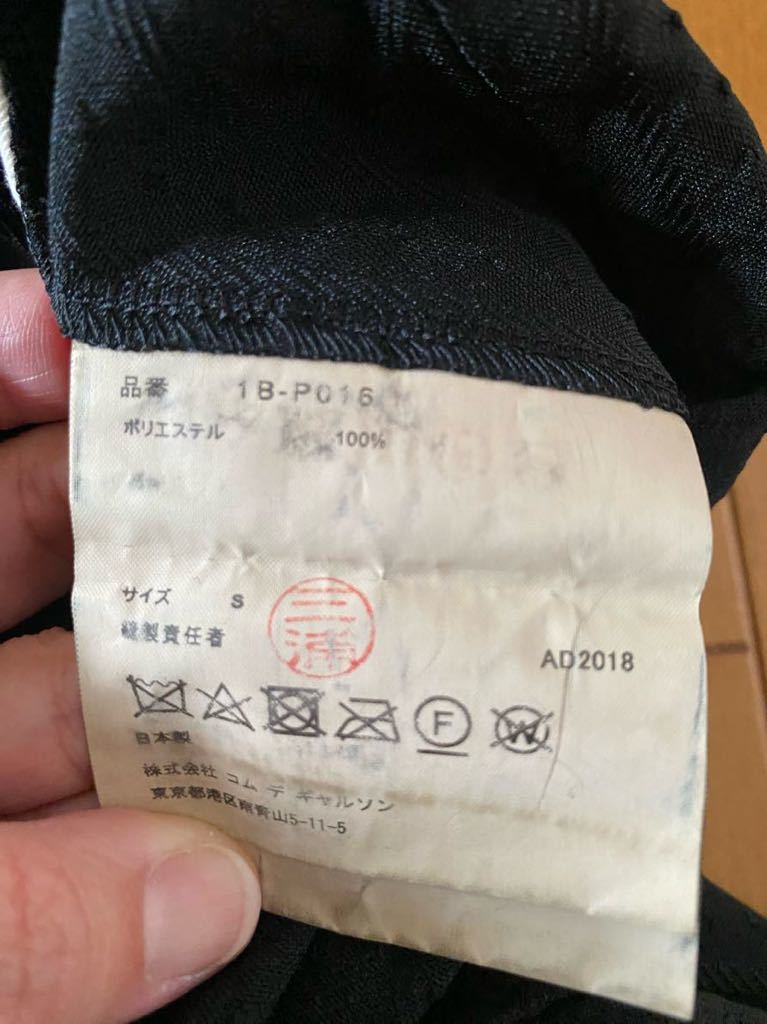 品番 1B-P016
ポリエステル 100%
サイズ S
縫製責任者
AD2018
F
W
日本製
株式会社 コム デ ギャルソン
東京都港区南青山5-11-5